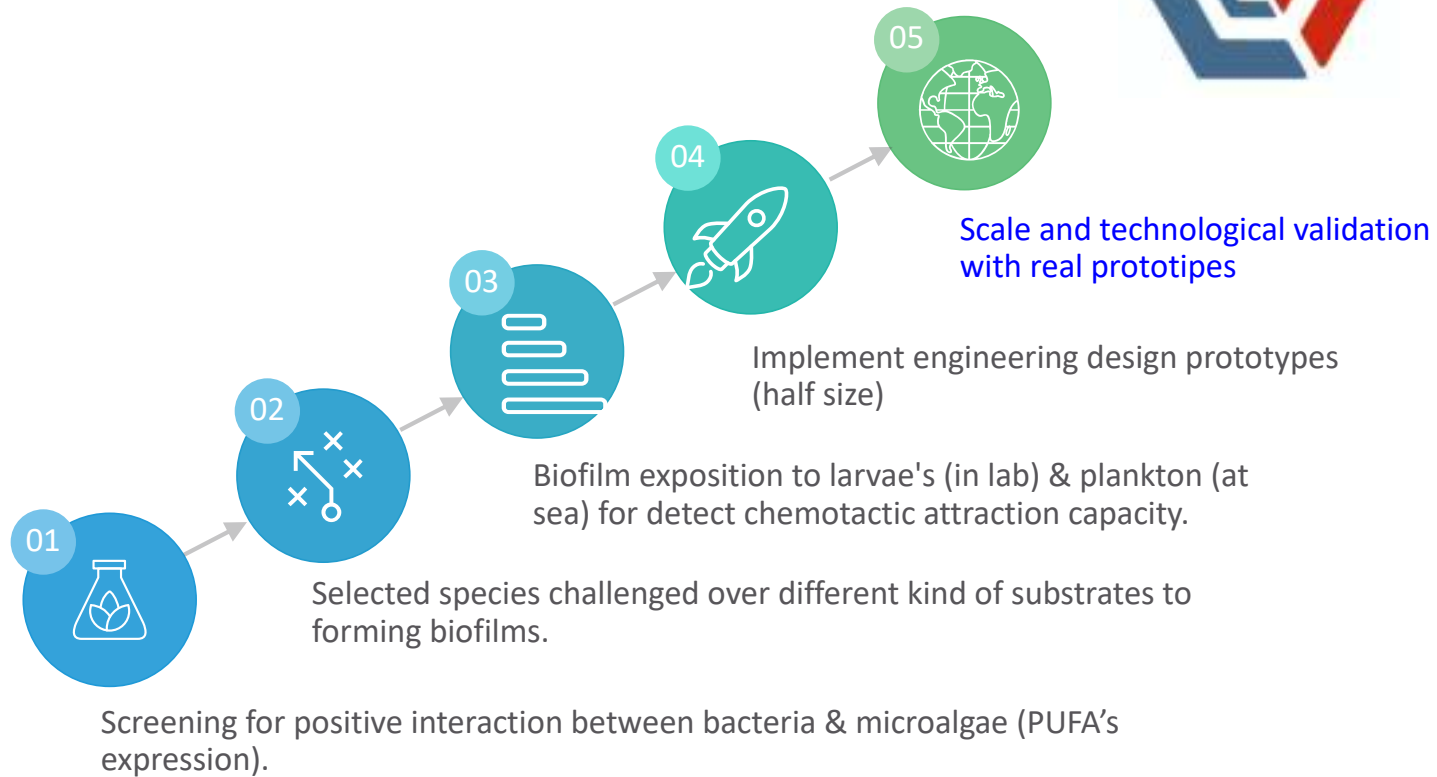 05
Scale and technological validation
with real prototipes
04
Implement engineering design prototypes
(half size)
03
Biofilm exposition to larvae's (in lab) & plankton (at
sea) for detect chemotactic attraction capacity.
02
Selected species challenged over different kind of substrates to
forming biofilms.
01
Screening for positive interaction between bacteria & microalgae (PUFA’s
expression).